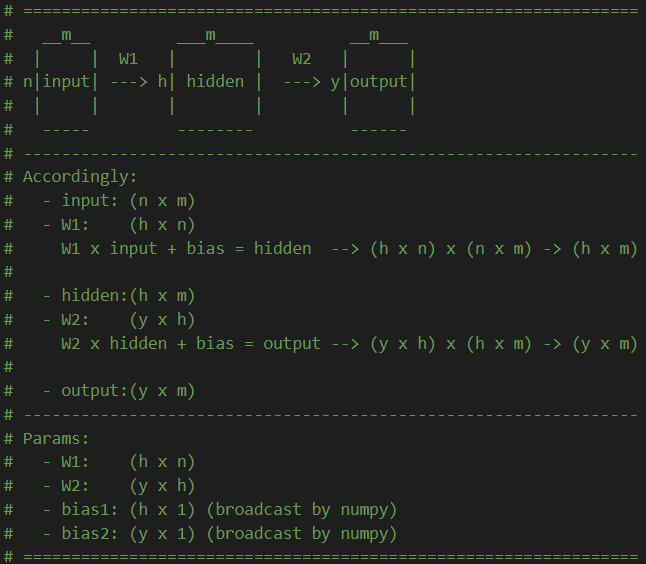 # ================================================================
#    __m__         ___m____          __m___
#   |     |  W1   |        |   W2   |      |
# n|input| ---> h| hidden |  ---> y|output|
#   |     |       |        |        |      |
#    -----         --------          ------
# ----------------------------------------------------------------
# Accordingly:
#   - input: (n x m)
#   - W1:    (h x n)
#     W1 x input + bias = hidden  --> (h x n) x (n x m) -> (h x m)
#
#   - hidden:(h x m)
#   - W2:    (y x h)
#     W2 x hidden + bias = output --> (y x h) x (h x m) -> (y x m)
#
#   - output:(y x m)
# ----------------------------------------------------------------
# Params:
#   - W1:    (h x n)
#   - W2:    (y x h)
#   - bias1: (h x 1) (broadcast by numpy)
#   - bias2: (y x 1) (broadcast by numpy)
# ================================================================